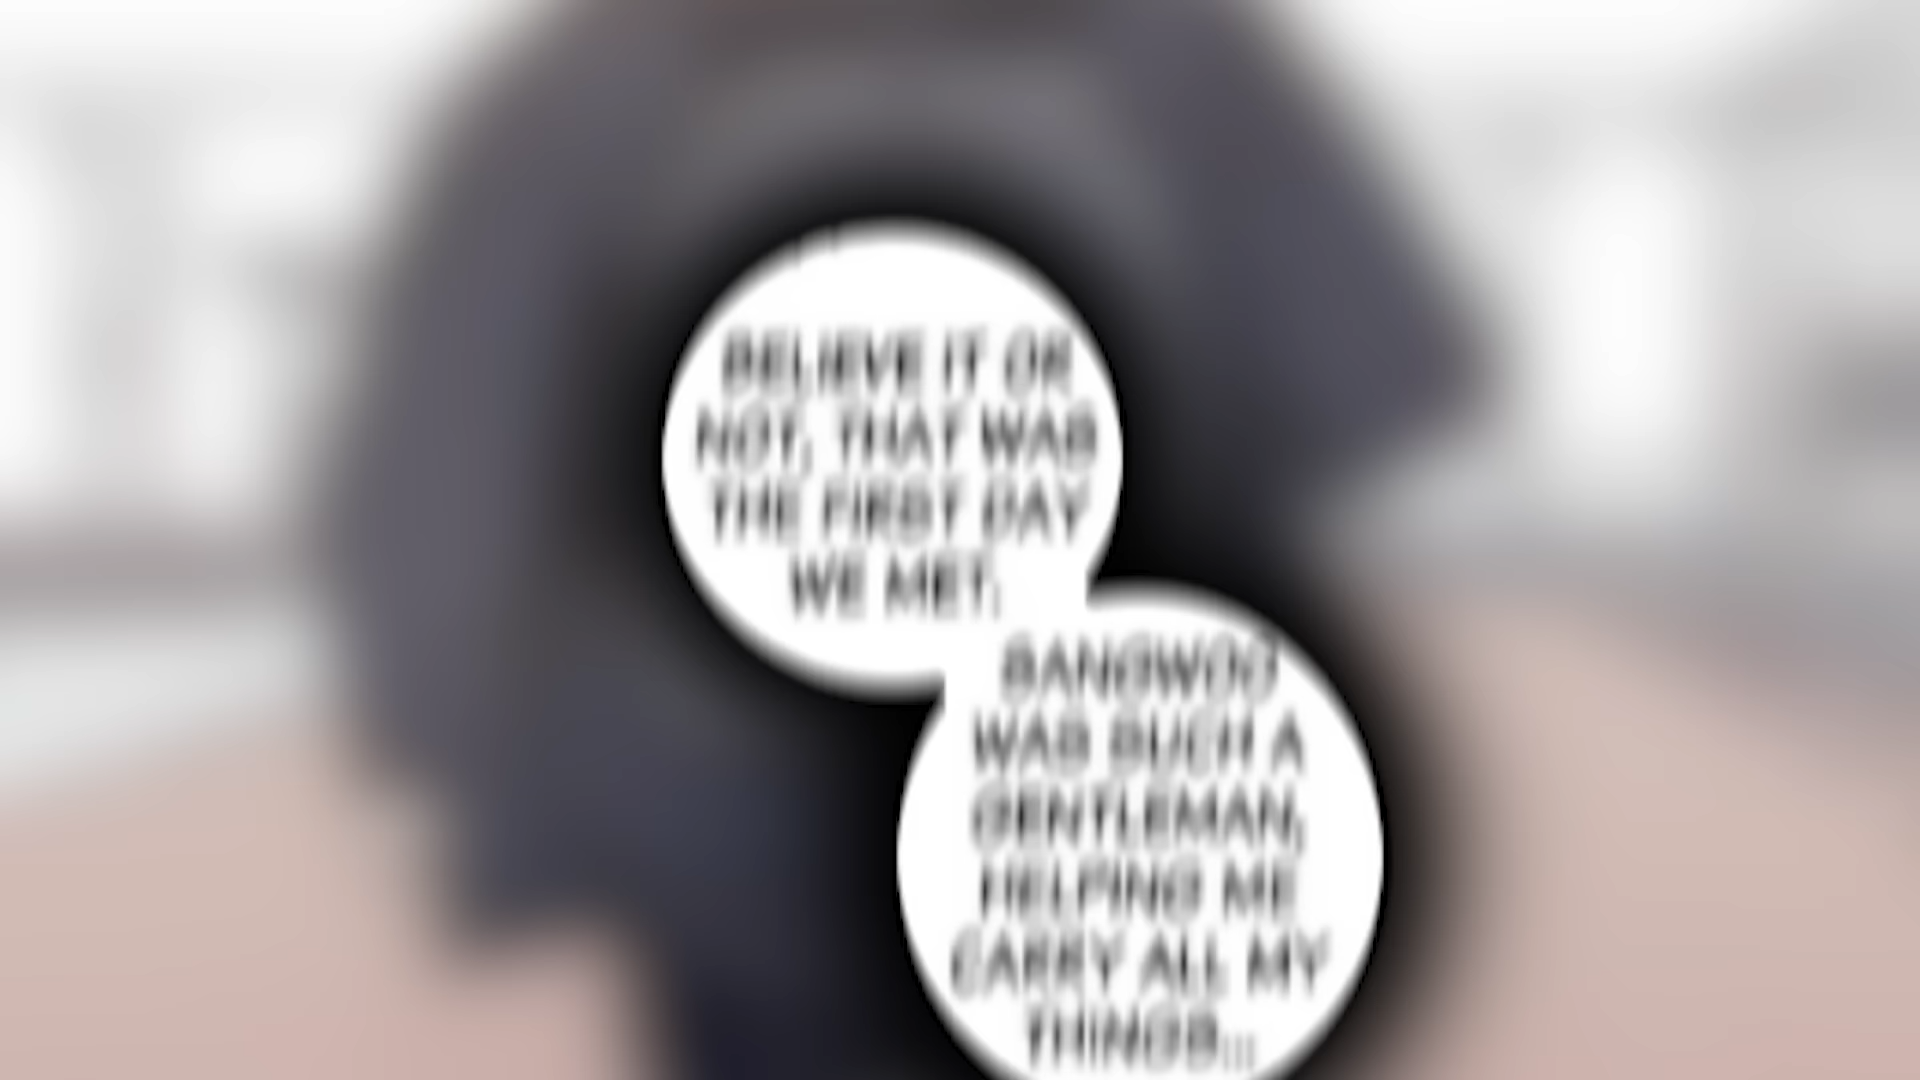 BELIEVE IT OR
NOT, THAT WAS
THE FIRST DAY
WE MET.
SANGWOO
WAS SUCH A
GENTLEMAN,
HELPING ME
CARRY ALL MY
THINGS...